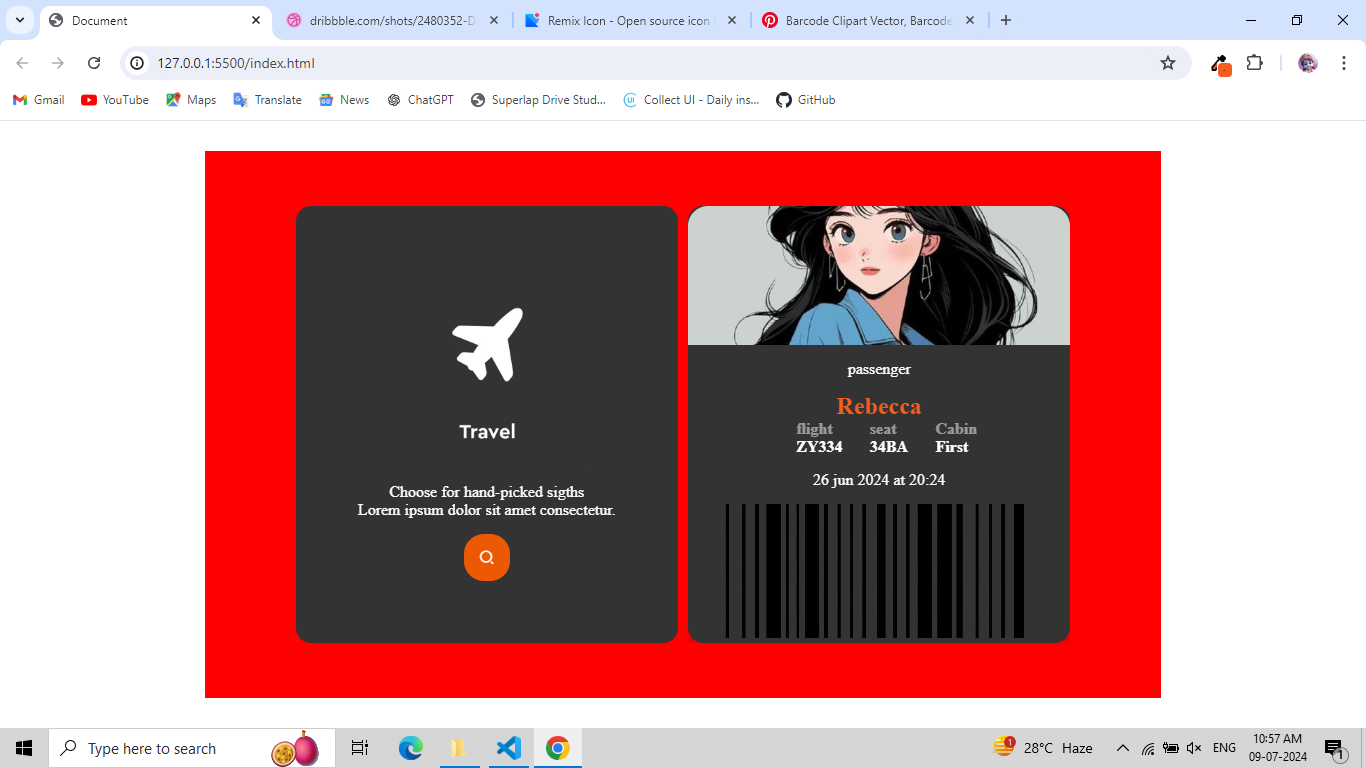 Document
dribbble.com/shots/2480352-D
Remix Icon - Open source icon
Barcode Clipart Vector, Barcode
127.0.0.1:5500/index.html
Gmail
YouTube
Maps
Translate
News
ChatGPT
Superlap Drive Stud...
Collect UI - Daily ins...
GitHub
Travel
Choose for hand-picked sigths
Lorem ipsum dolor sit amet consectetur.
passenger
Rebecca
flight seat Cabin
ZY334 34BA First
26 jun 2024 at 20:24
Type here to search
1
28°C Haze
ENG
10:57 AM
09-07-2024
1